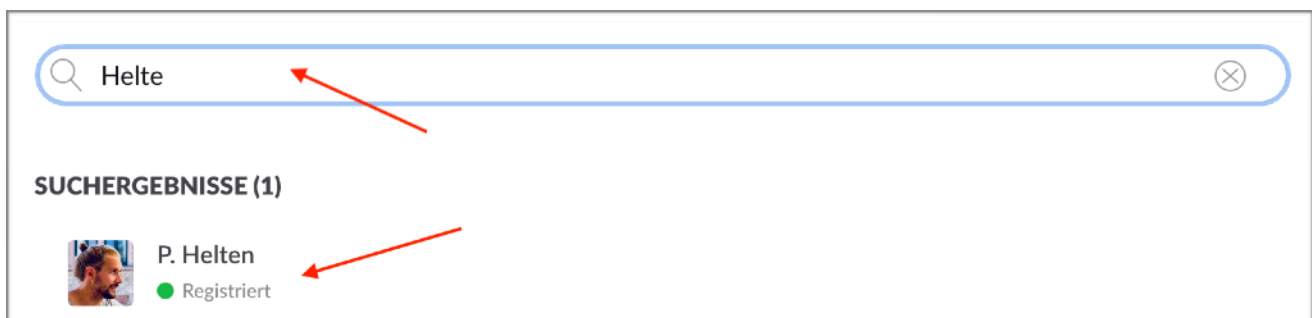 Helte
SUCHERGEBNISSE (1)
P. Helten
Registriert